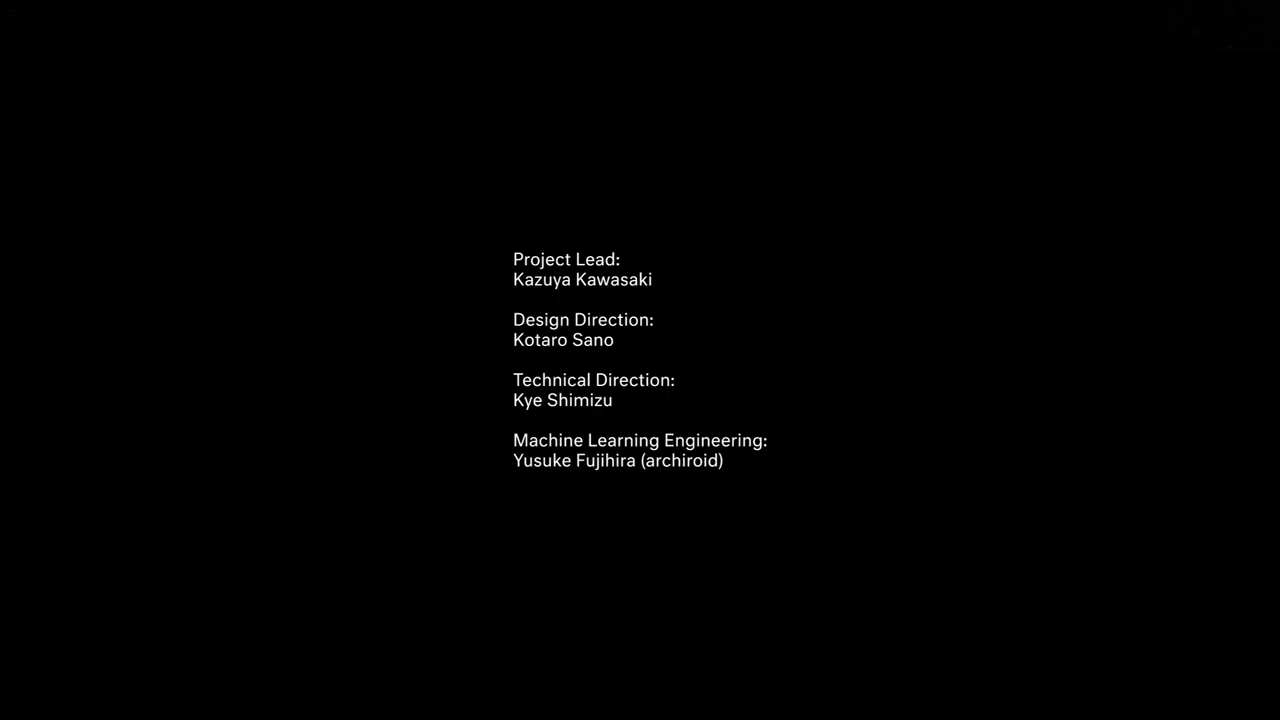 Project Lead:
Kazuya Kawasaki
Design Direction:
Kotaro Sano
Technical Direction:
Kye Shimizu
Machine Learning Engineering:
Yusuke Fujihira (archiroid)